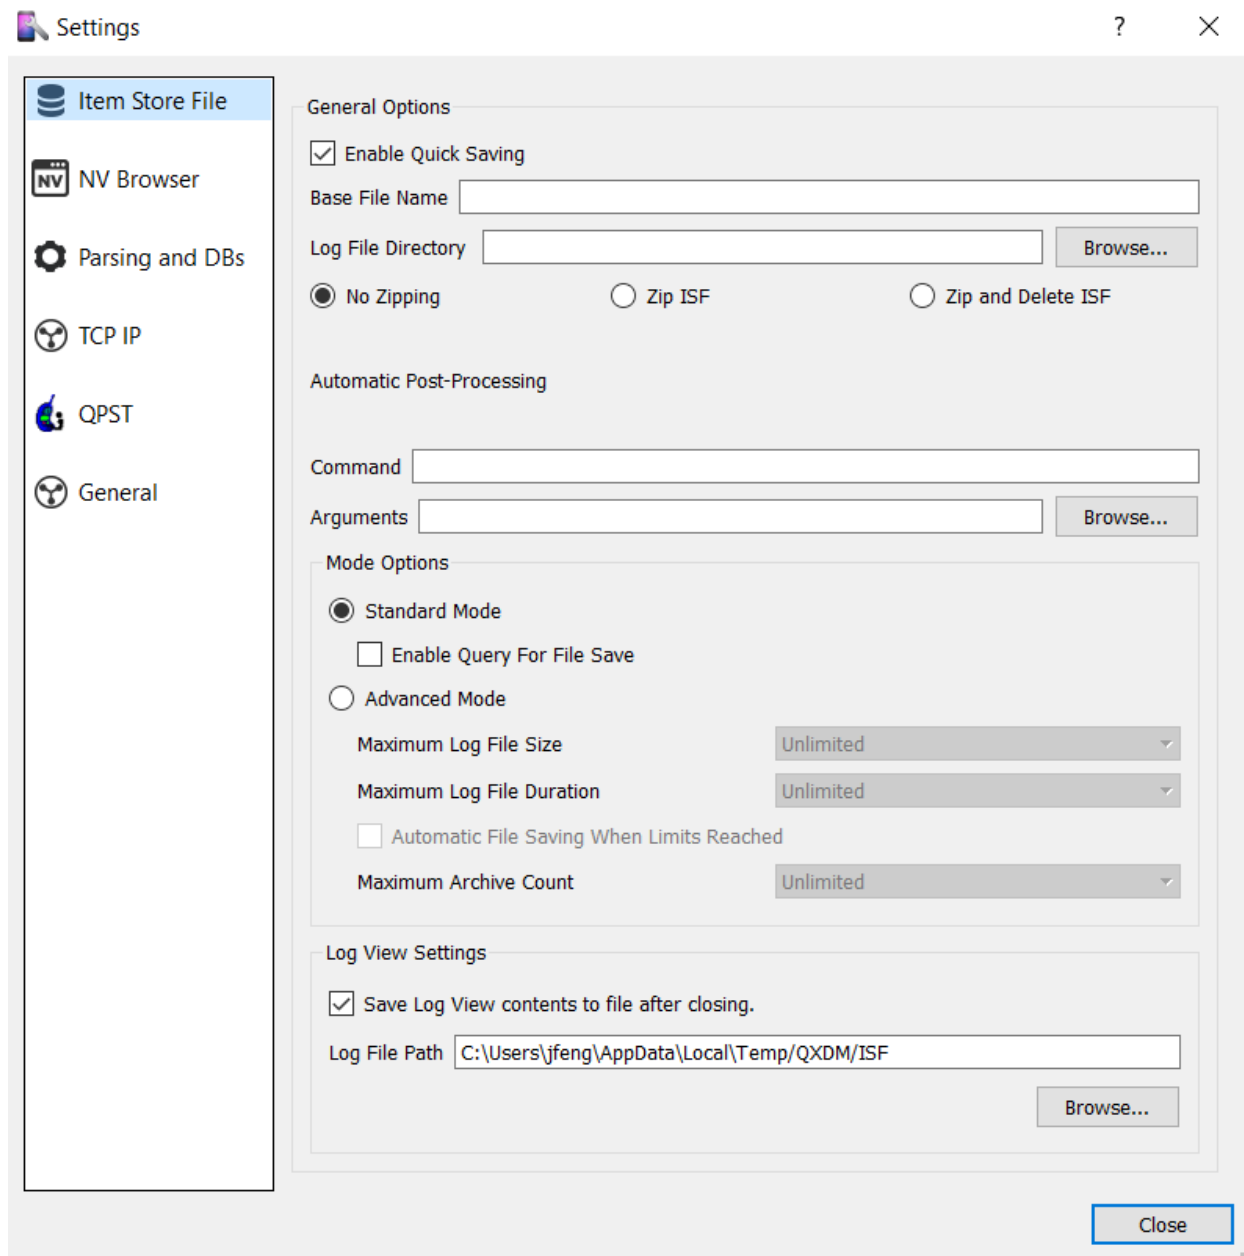 Settings
?
Item Store File
NV Browser
NV
Parsing and DBs
TCP IP
QPST
General
General Options
Enable Quick Saving
Base File Name
Log File Directory
Browse...
No Zipping Zip ISF Zip and Delete ISF
Automatic Post-Processing
Command
Arguments
Browse...
Mode Options
Standard Mode
Enable Query For File Save
Advanced Mode
Maximum Log File Size Unlimited
Maximum Log File Duration Unlimited
Automatic File Saving When Limits Reached
Maximum Archive Count Unlimited
Log View Settings
Save Log View contents to file after closing.
Log File Path C:\Users\jfeng\AppData\Local\Temp/QXDM/ISF
Browse...
Close